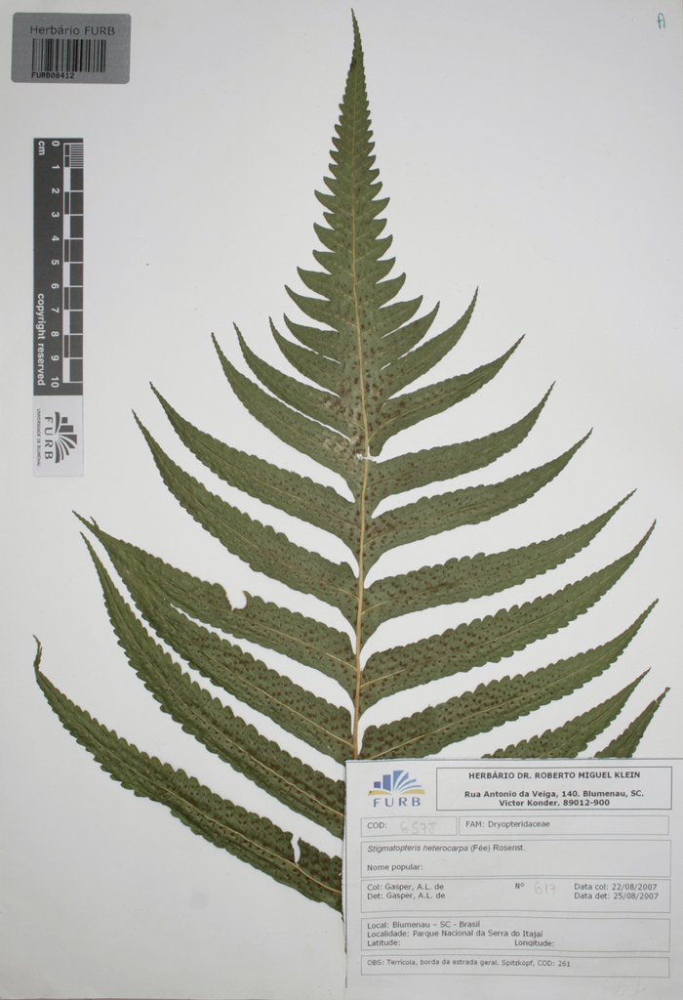 Herbário FURB
FURB08412
A
cm 0 1 2 3 4 5 6 7 8 9 10
copyright reserved
FURB
UNIVERSIDADE DE BLUMENAU
FURB
HERBÁRIO DR. ROBERTO MIGUEL KLEIN
Rua Antonio da Veiga, 140. Blumenau, SC.
Victor Konder. 89012-900
COD: 6578
FAM: Dryopteridaceae
Stigmatopteris heterocarpa (Fée) Rosenst.
Nome popular:
Col: Gasper, A.L. de Nº 617 Data col: 22/08/2007
Det: Gasper, A.L. de Data det: 25/08/2007
Local: Blumenau – SC - Brasil
Localidade: Parque Nacional da Serra do Itajaí
Latitude: Longitude:
OBS: Terrícola, borda da estrada geral. Spitzkopf, COD: 261